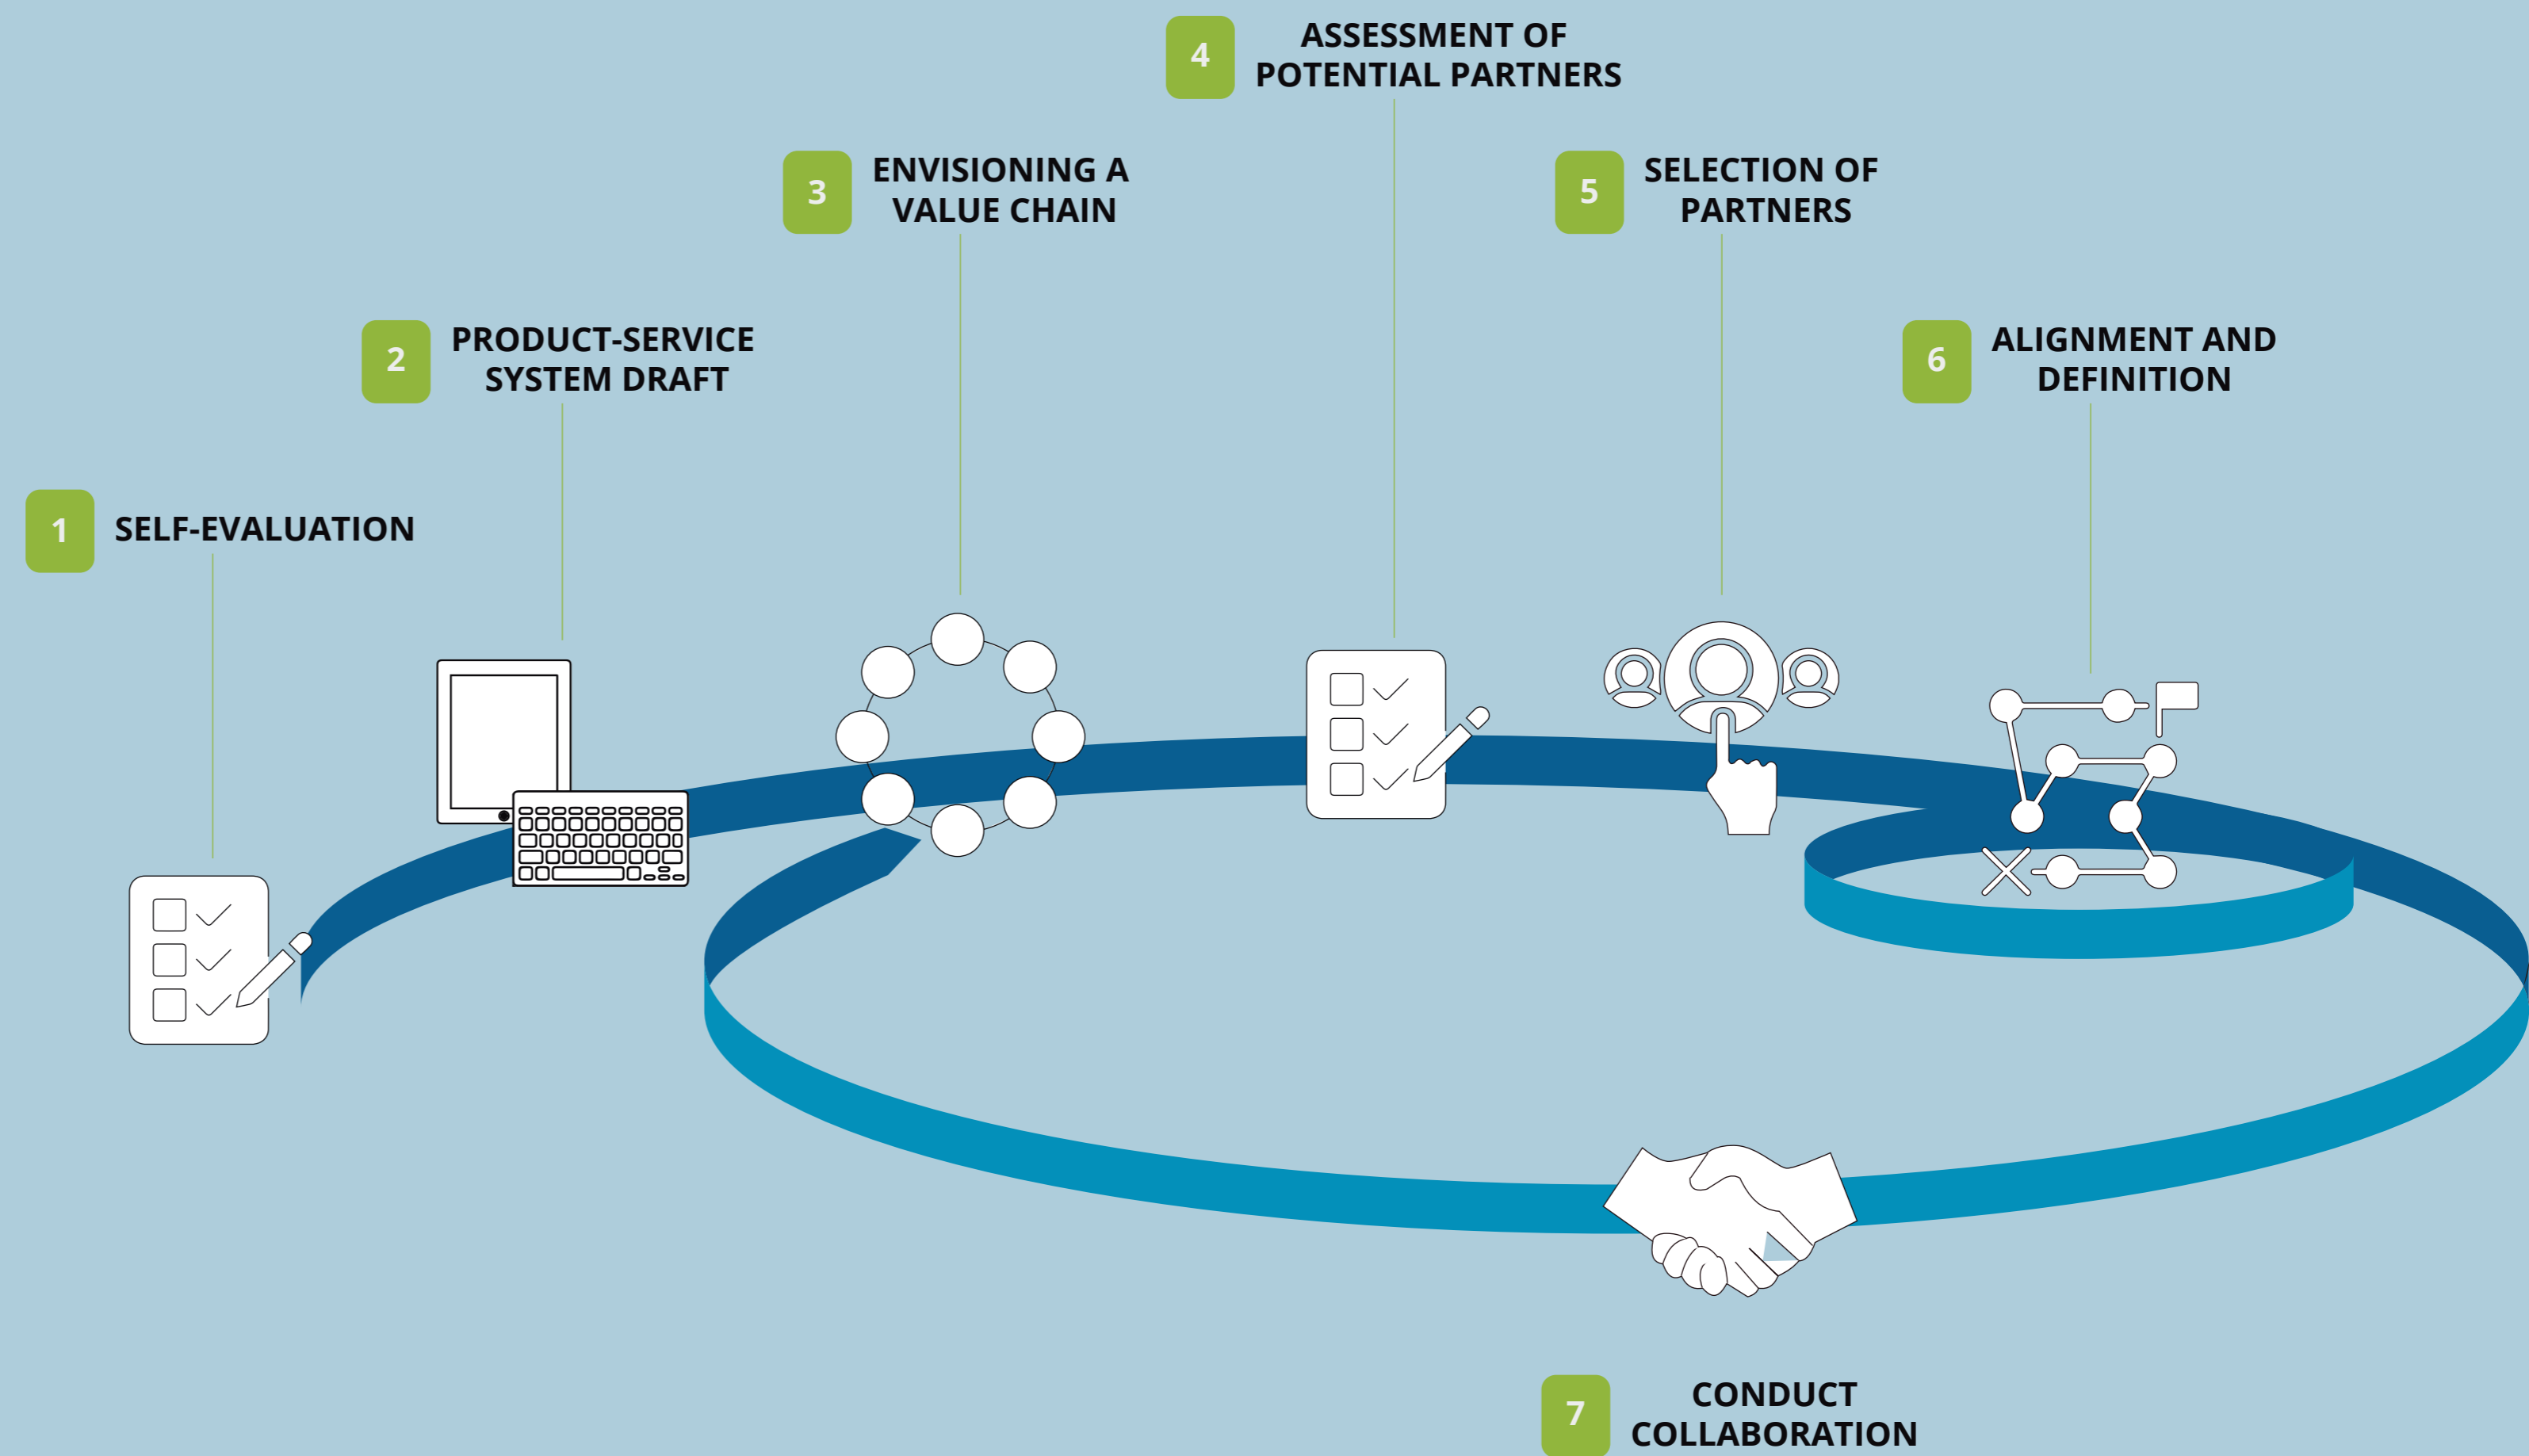 1
SELF-EVALUATION
2
PRODUCT-SERVICE
SYSTEM DRAFT
3
ENVISIONING A
VALUE CHAIN
4
ASSESSMENT OF
POTENTIAL PARTNERS
5
SELECTION OF
PARTNERS
6
ALIGNMENT AND
DEFINITION
7
CONDUCT
COLLABORATION